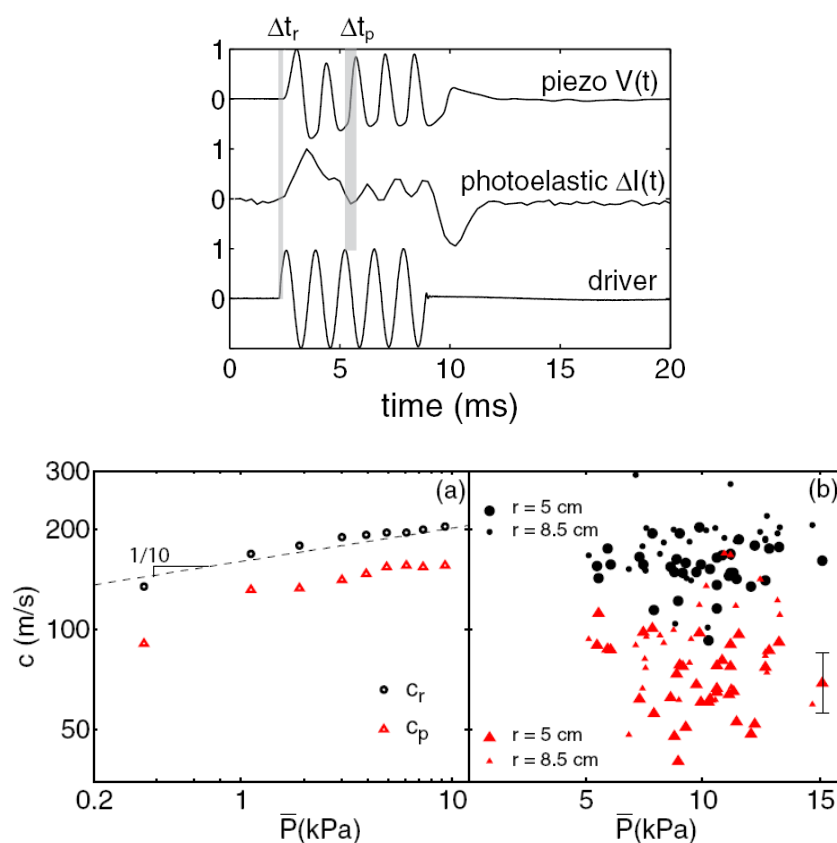 Δt_r Δt_p
1
piezo V(t)
0
1
photoelastic ΔI(t)
0
1
driver
0
0 5 10 15 20
time (ms)
300
(a)
(b)
r = 5 cm
200
r = 8.5 cm
1/10
c (m/s)
100
c_r
50
c_p
r = 5 cm
r = 8.5 cm
0.2 1 10 5 10 15
P̅(kPa) P̅(kPa)